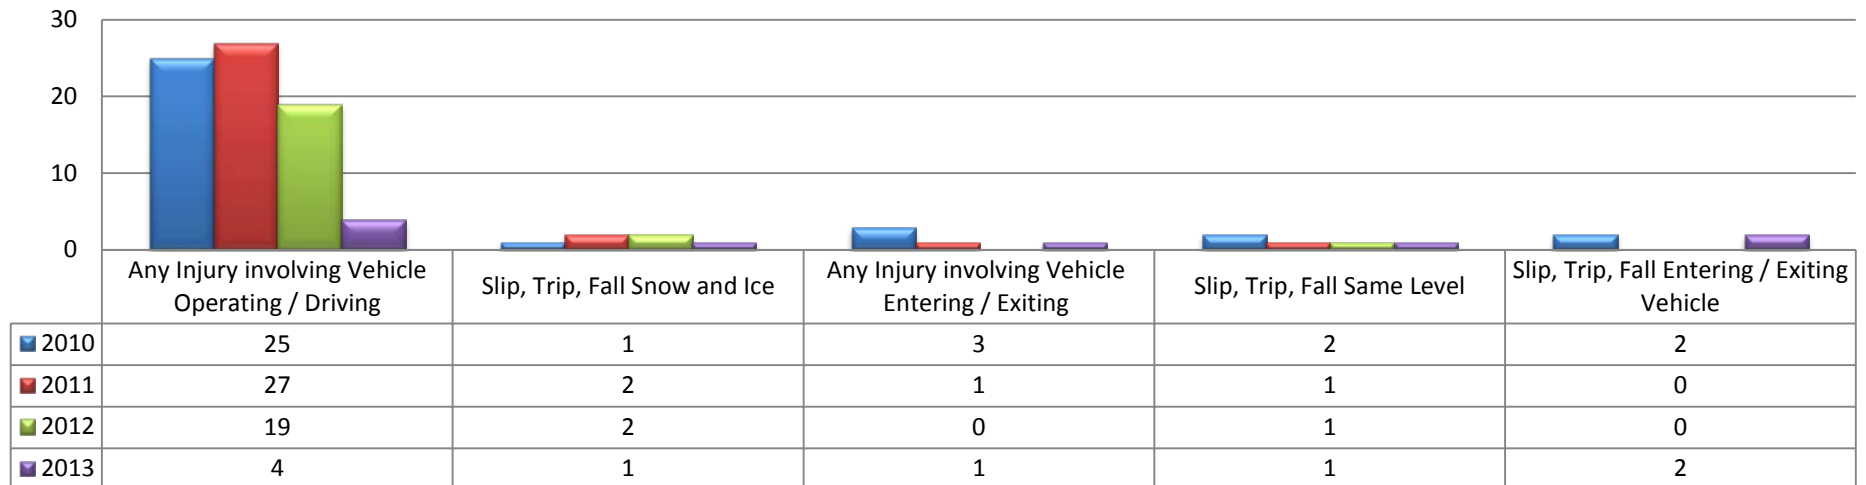 30
20
10
0
Any Injury involving Vehicle
Operating / Driving
Slip, Trip, Fall Snow and Ice
Any Injury involving Vehicle
Entering / Exiting
Slip, Trip, Fall Same Level
Slip, Trip, Fall Entering / Exiting
Vehicle
2010 25 1 3 2 2
2011 27 2 1 1 0
2012 19 2 0 1 0
2013 4 1 1 1 2